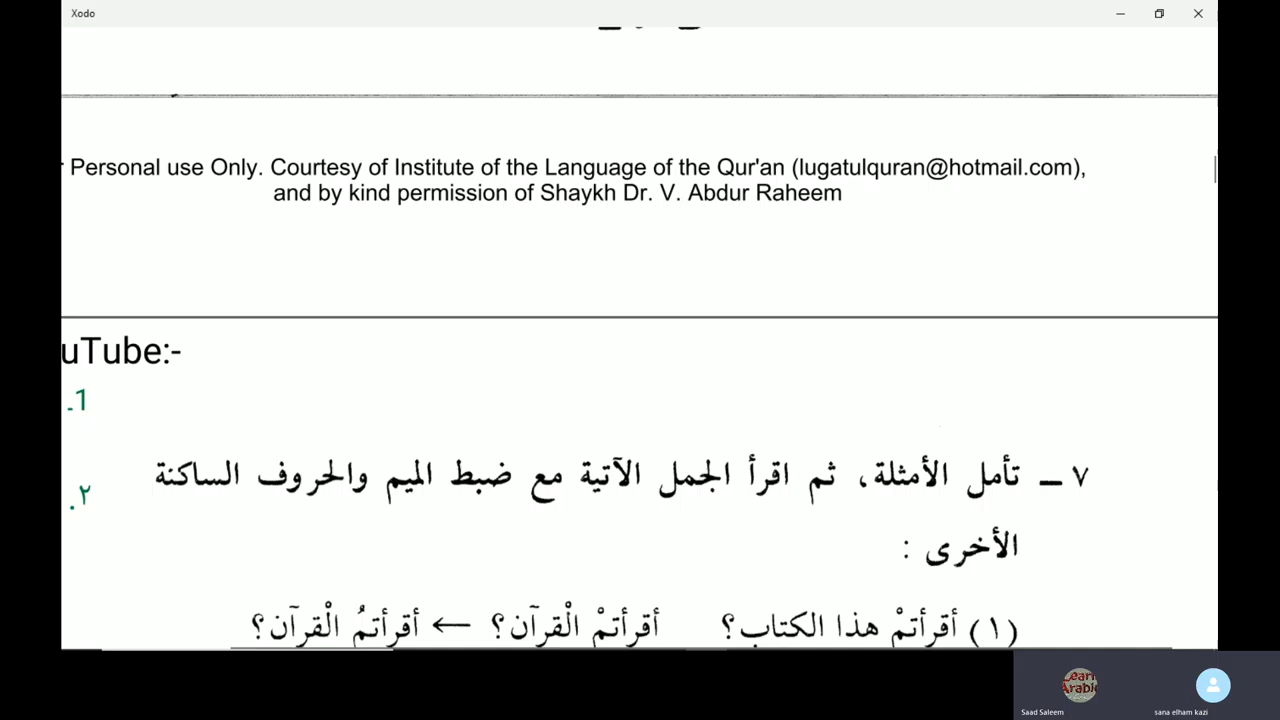 Xodo
Personal use Only. Courtesy of Institute of the Language of the Qur'an (lugatulquran@hotmail.com),
and by kind permission of Shaykh Dr. V. Abdur Raheem
uTube:-
1.
٢.
٧ ــ تأمل الأمثلة، ثم اقرأ الجمل الآتية مع ضبط الميم والحروف الساكنة
الأخرى :
(١) أقرأتمْ هذا الكتاب؟ أقرأتمْ الْقرآن؟ ← أقرأتمُ الْقرآن؟
Learn
Arabic
Saad Saleem
sana elham kazi